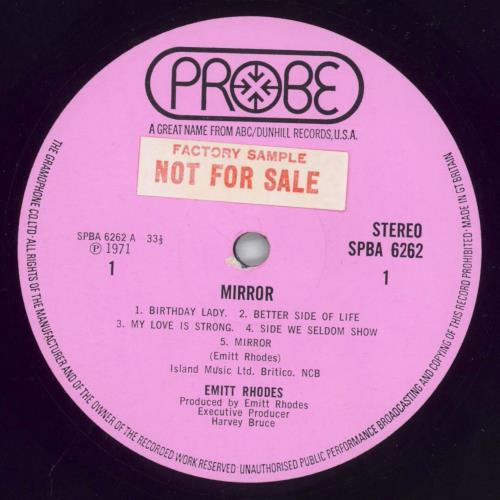 PROBE
A GREAT NAME FROM ABC/DUNHILL RECORDS, U.S.A.
FACTORY SAMPLE
NOT FOR SALE
SPBA 6262 A 33⅓
Ⓟ 1971
1
STEREO
SPBA 6262
1
MIRROR
1. BIRTHDAY LADY. 2. BETTER SIDE OF LIFE
3. MY LOVE IS STRONG. 4. SIDE WE SELDOM SHOW
5. MIRROR
(Emitt Rhodes)
Island Music Ltd. Britico. NCB
EMITT RHODES
Produced by Emitt Rhodes
Executive Producer
Harvey Bruce
THE GRAMOPHONE CO. LTD · ALL RIGHTS OF THE MANUFACTURER AND OF THE OWNER OF THE RECORDED WORK RESERVED · UNAUTHORISED PUBLIC PERFORMANCE BROADCASTING AND COPYING OF THIS RECORD PROHIBITED · MADE IN GT BRITAIN